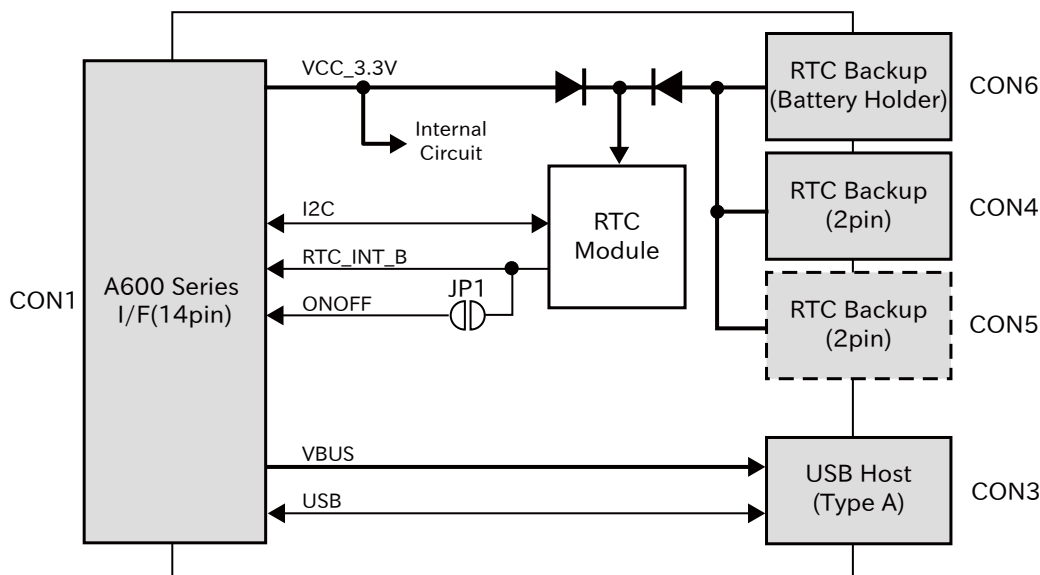 VCC_3.3V
Internal
Circuit
RTC Backup
(Battery Holder)
CON6
RTC Backup
(2pin)
CON4
I2C
RTC
Module
RTC_INT_B
JP1
ONOFF
CON1
A600 Series
I/F(14pin)
RTC Backup
(2pin)
CON5
VBUS
USB
USB Host
(Type A)
CON3